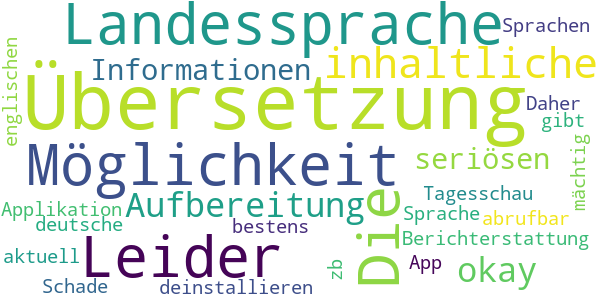 Landessprache
Sprachen
Informationen
inhaltliche
englischen
Übersetzung
Daher
gibt
Möglichkeit
seriösen
mächtig
Applikation
Aufbereitung
Die
Tagesschau
Sprache
abrufbar
deutsche
bestens
Leider
Berichterstattung
aktuell
zb
App
okay
Schade
deinstallieren